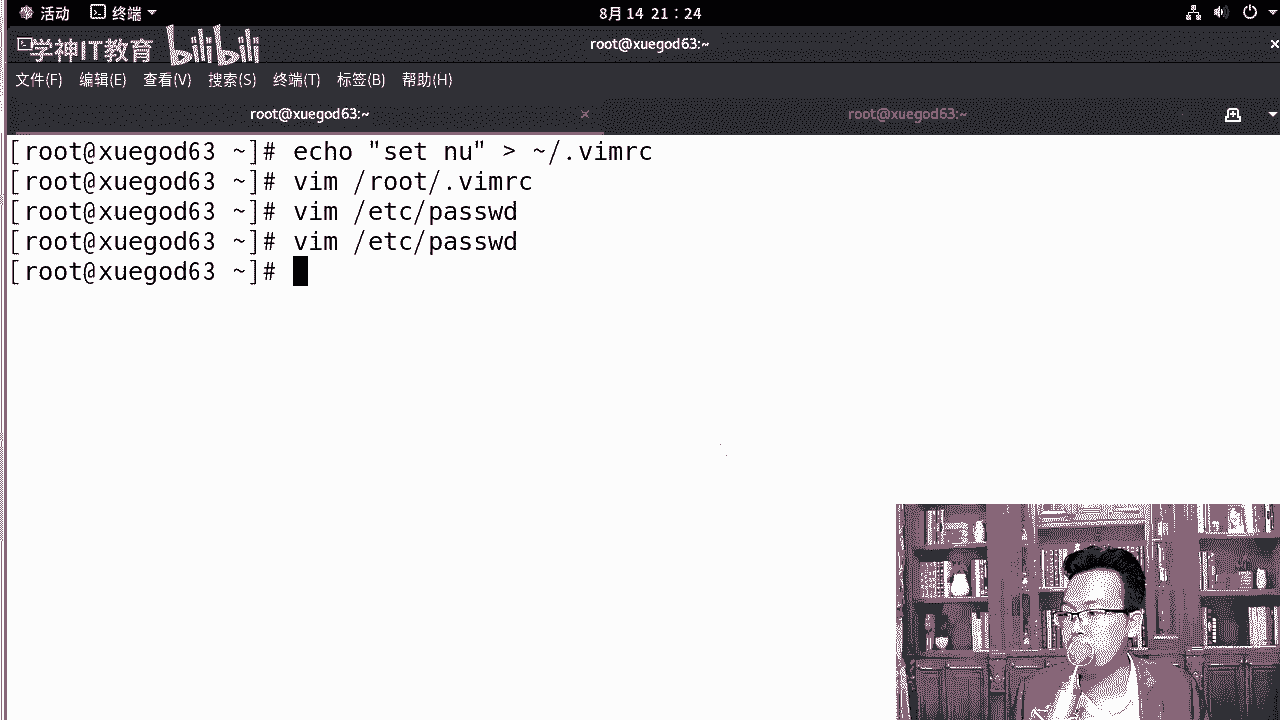 活动 终端 8月 14 21：24
学神IT教育 bilibili root@xuegod63:~
文件(F) 编辑(E) 查看(V) 搜索(S) 终端(T) 标签(B) 帮助(H)
root@xuegod63:~ × root@xuegod63:~
[root@xuegod63 ~]# echo "set nu" > ~/.vimrc
[root@xuegod63 ~]# vim /root/.vimrc
[root@xuegod63 ~]# vim /etc/passwd
[root@xuegod63 ~]# vim /etc/passwd
[root@xuegod63 ~]#